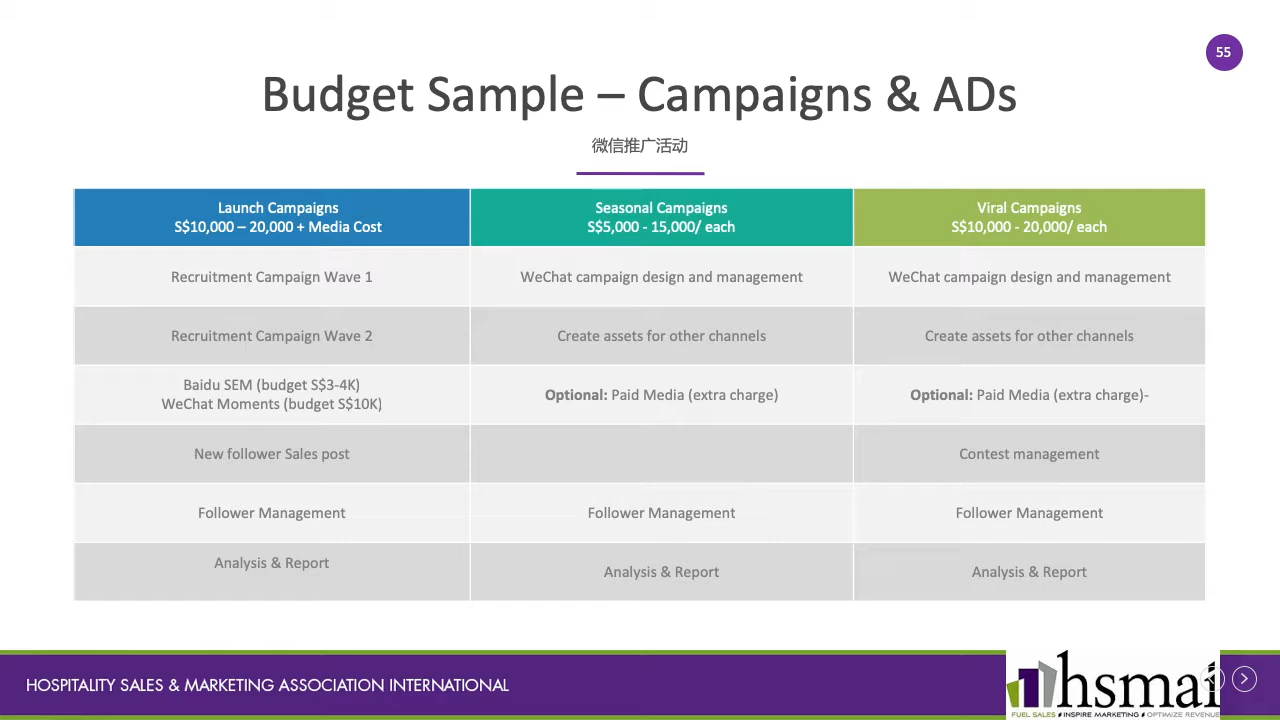 55
Budget Sample – Campaigns & ADs
微信推广活动
Launch Campaigns
S$10,000 – 20,000 + Media Cost
Seasonal Campaigns
S$5,000 - 15,000/ each
Viral Campaigns
S$10,000 - 20,000/ each
Recruitment Campaign Wave 1
WeChat campaign design and management
WeChat campaign design and management
Recruitment Campaign Wave 2
Create assets for other channels
Create assets for other channels
Baidu SEM (budget S$3-4K)
WeChat Moments (budget S$10K)
Optional: Paid Media (extra charge)
Optional: Paid Media (extra charge)-
New follower Sales post
Contest management
Follower Management
Follower Management
Follower Management
Analysis & Report
Analysis & Report
Analysis & Report
HOSPITALITY SALES & MARKETING ASSOCIATION INTERNATIONAL
hsmai
FUEL SALES INSPIRE MARKETING OPTIMIZE REVENUE